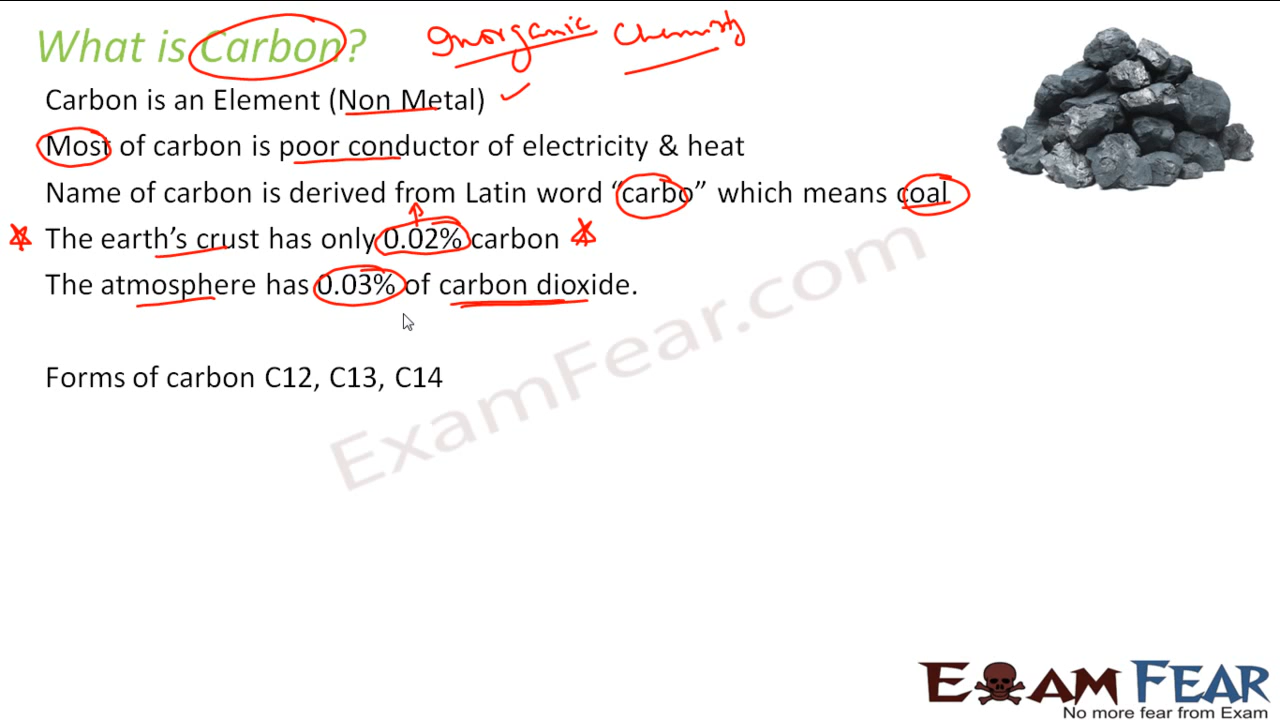 What is Carbon?
Inorganic Chemistry
Carbon is an Element (Non Metal)
Most of carbon is poor conductor of electricity & heat
Name of carbon is derived from Latin word “carbo” which means coal
The earth’s crust has only 0.02% carbon
The atmosphere has 0.03% of carbon dioxide.
Forms of carbon C12, C13, C14
ExamFear.com
EXAM FEAR
No more fear from Exam